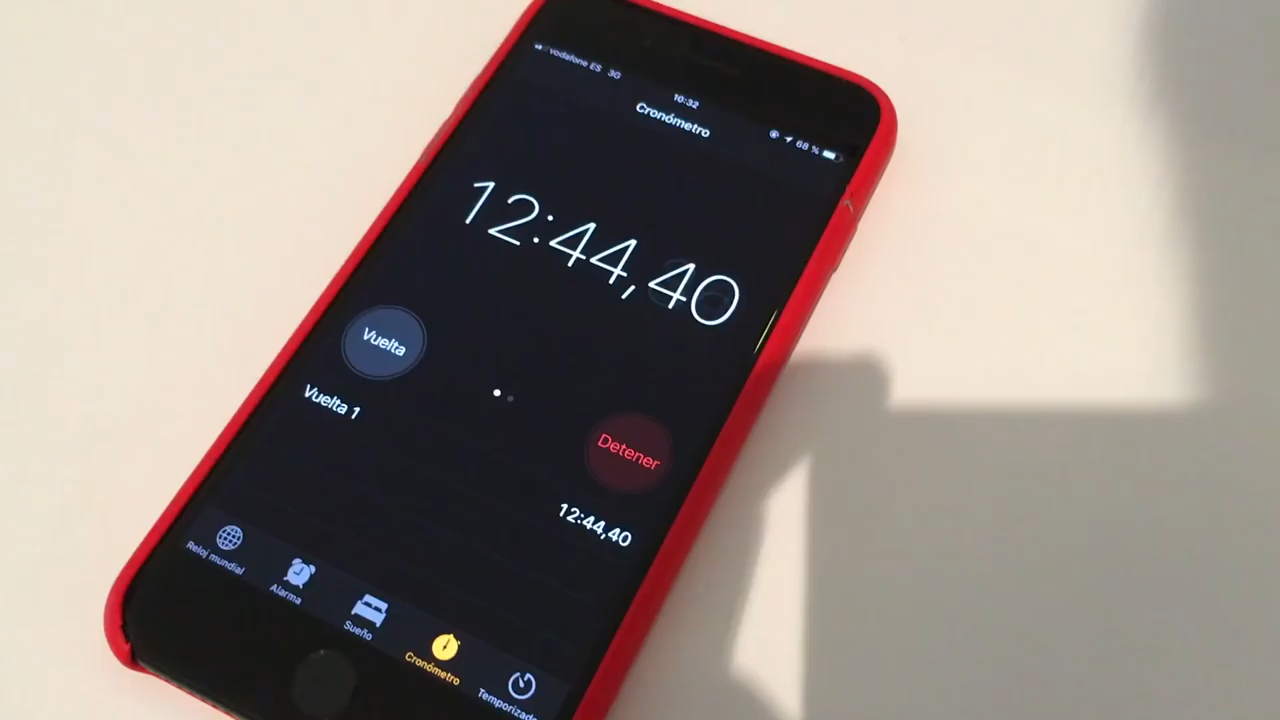 vodafone ES 3G
10:32
68 %
Cronómetro
12:44,40
Vuelta
Detener
Vuelta 1
12:44,40
Reloj mundial
Alarma
Sueño
Cronómetro
Temporizado